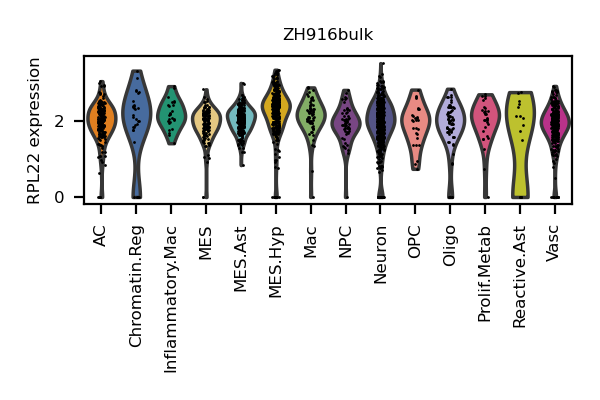 ZH916bulk
RPL22 expression
2
0
AC
Chromatin.Reg
Inflammatory.Mac
MES
MES.Ast
MES.Hyp
Mac
NPC
Neuron
OPC
Oligo
Prolif.Metab
Reactive.Ast
Vasc